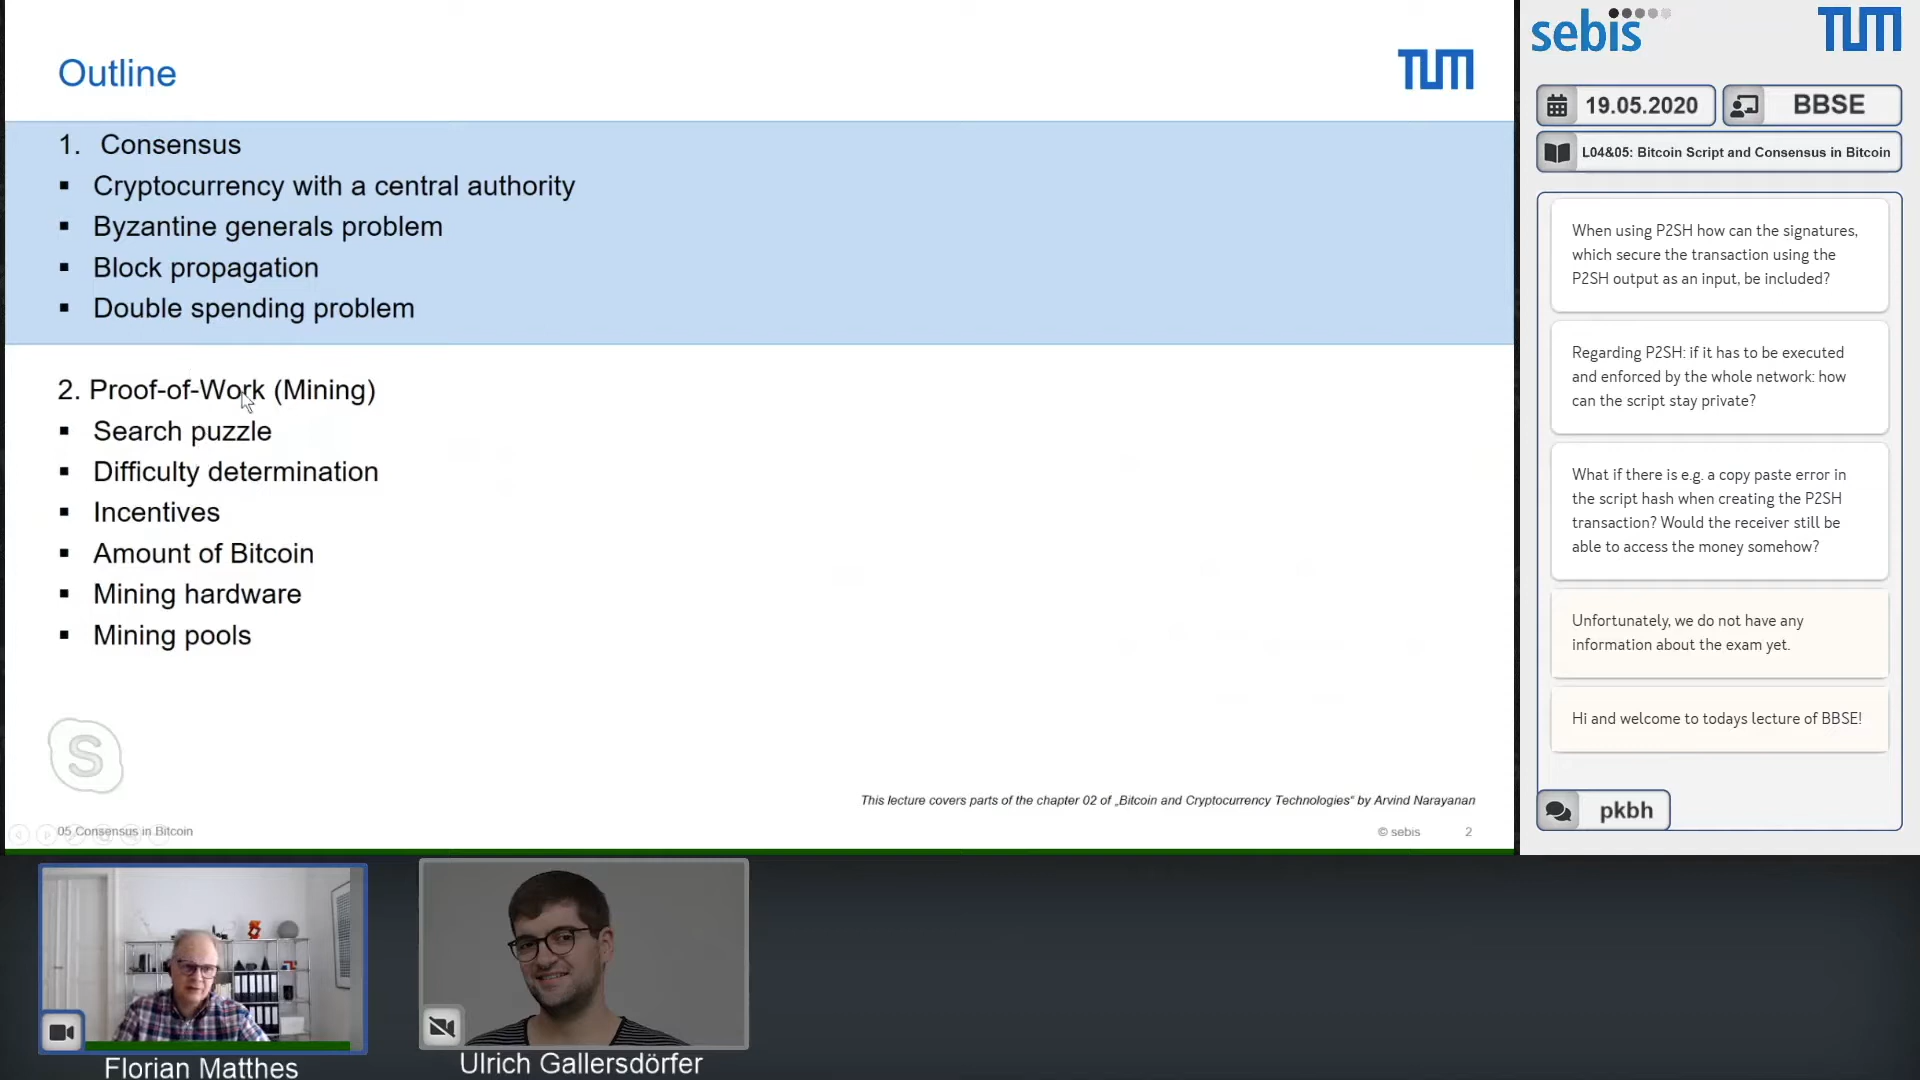 Outline
TUM
1. Consensus
▪ Cryptocurrency with a central authority
▪ Byzantine generals problem
▪ Block propagation
▪ Double spending problem
2. Proof-of-Work (Mining)
▪ Search puzzle
▪ Difficulty determination
▪ Incentives
▪ Amount of Bitcoin
▪ Mining hardware
▪ Mining pools
S
This lecture covers parts of the chapter 02 of „Bitcoin and Cryptocurrency Technologies“ by Arvind Narayanan
05 Consensus in Bitcoin
© sebis 2
sebis
TUM
19.05.2020
BBSE
L04&05: Bitcoin Script and Consensus in Bitcoin
When using P2SH how can the signatures,
which secure the transaction using the
P2SH output as an input, be included?
Regarding P2SH: if it has to be executed
and enforced by the whole network: how
can the script stay private?
What if there is e.g. a copy paste error in
the script hash when creating the P2SH
transaction? Would the receiver still be
able to access the money somehow?
Unfortunately, we do not have any
information about the exam yet.
Hi and welcome to todays lecture of BBSE!
pkbh
Florian Matthes
Ulrich Gallersdörfer